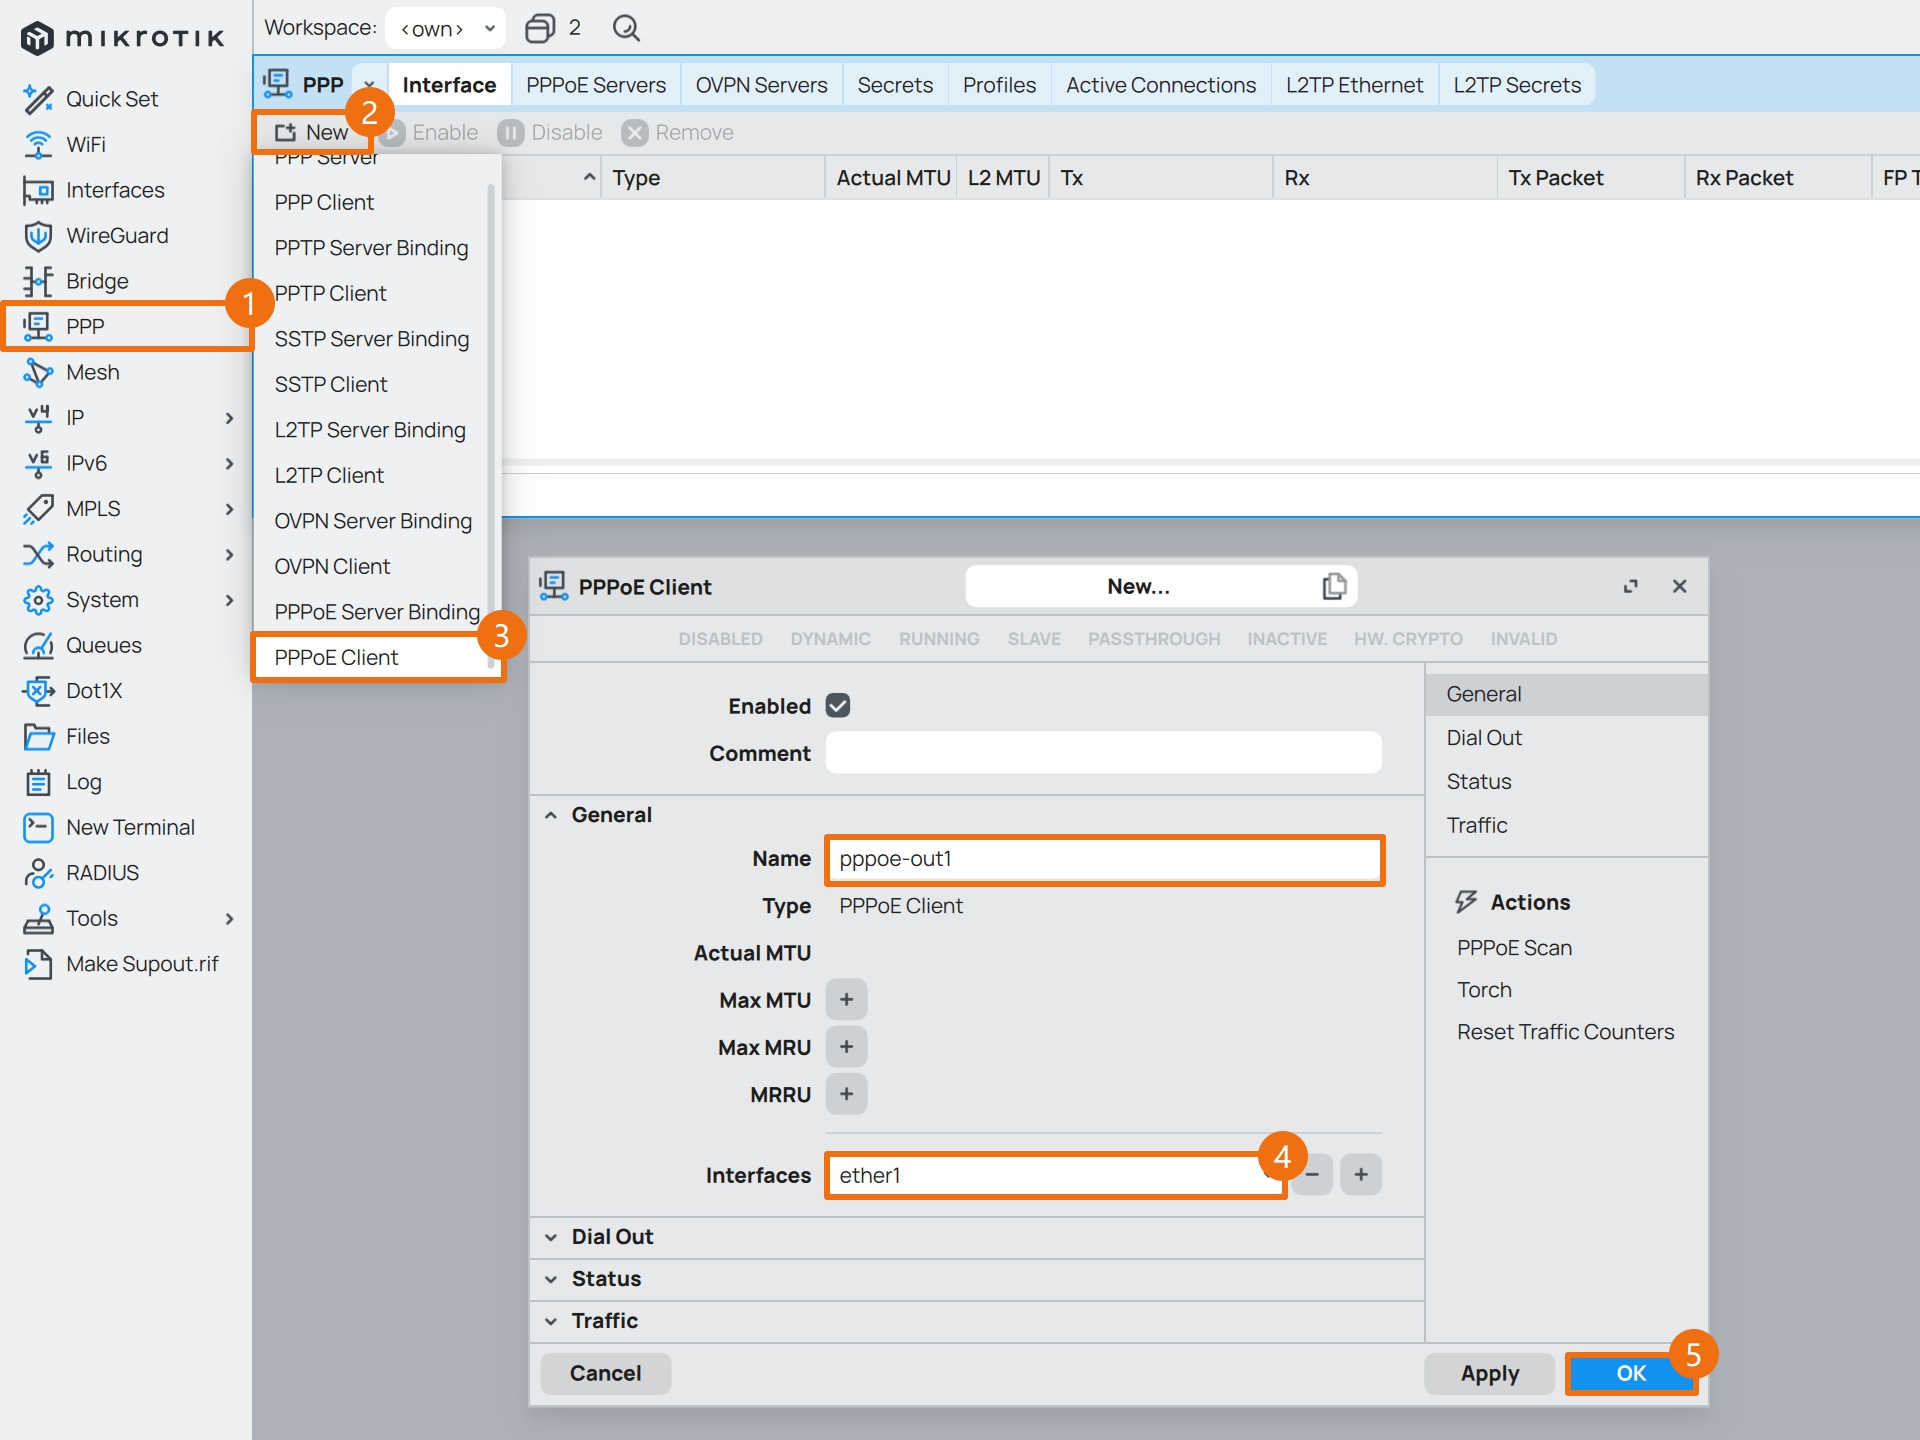 mikrotik
Workspace: <own> 2
Quick Set
WiFi
Interfaces
WireGuard
Bridge
PPP
1
Mesh
IP
IPv6
MPLS
Routing
System
Queues
Dot1X
Files
Log
New Terminal
RADIUS
Tools
Make Supout.rif
PPP Interface PPPoE Servers OVPN Servers Secrets Profiles Active Connections L2TP Ethernet L2TP Secrets
New 2 Enable Disable Remove
Type Actual MTU L2 MTU Tx Rx Tx Packet Rx Packet FP T
PPP Server
PPP Client
PPTP Server Binding
PPTP Client
SSTP Server Binding
SSTP Client
L2TP Server Binding
L2TP Client
OVPN Server Binding
OVPN Client
PPPoE Server Binding
PPPoE Client 3
PPPoE Client New...
DISABLED DYNAMIC RUNNING SLAVE PASSTHROUGH INACTIVE HW. CRYPTO INVALID
Enabled
Comment
General
Name pppoe-out1
Type PPPoE Client
Actual MTU
Max MTU +
Max MRU +
MRRU +
Interfaces ether1 4 - +
Dial Out
Status
Traffic
General
Dial Out
Status
Traffic
Actions
PPPoE Scan
Torch
Reset Traffic Counters
Cancel Apply OK 5